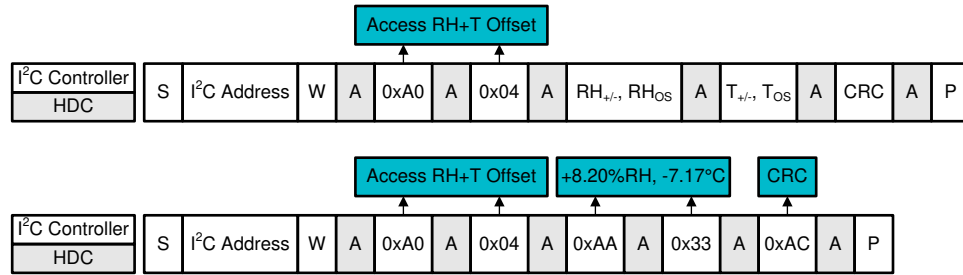 Access RH+T Offset
I²C Controller
HDC
S I²C Address W A 0xA0 A 0x04 A RH+/-, RHOS A T+/-, TOS A CRC A P
Access RH+T Offset +8.20%RH, -7.17°C CRC
I²C Controller
HDC
S I²C Address W A 0xA0 A 0x04 A 0xAA A 0x33 A 0xAC A P